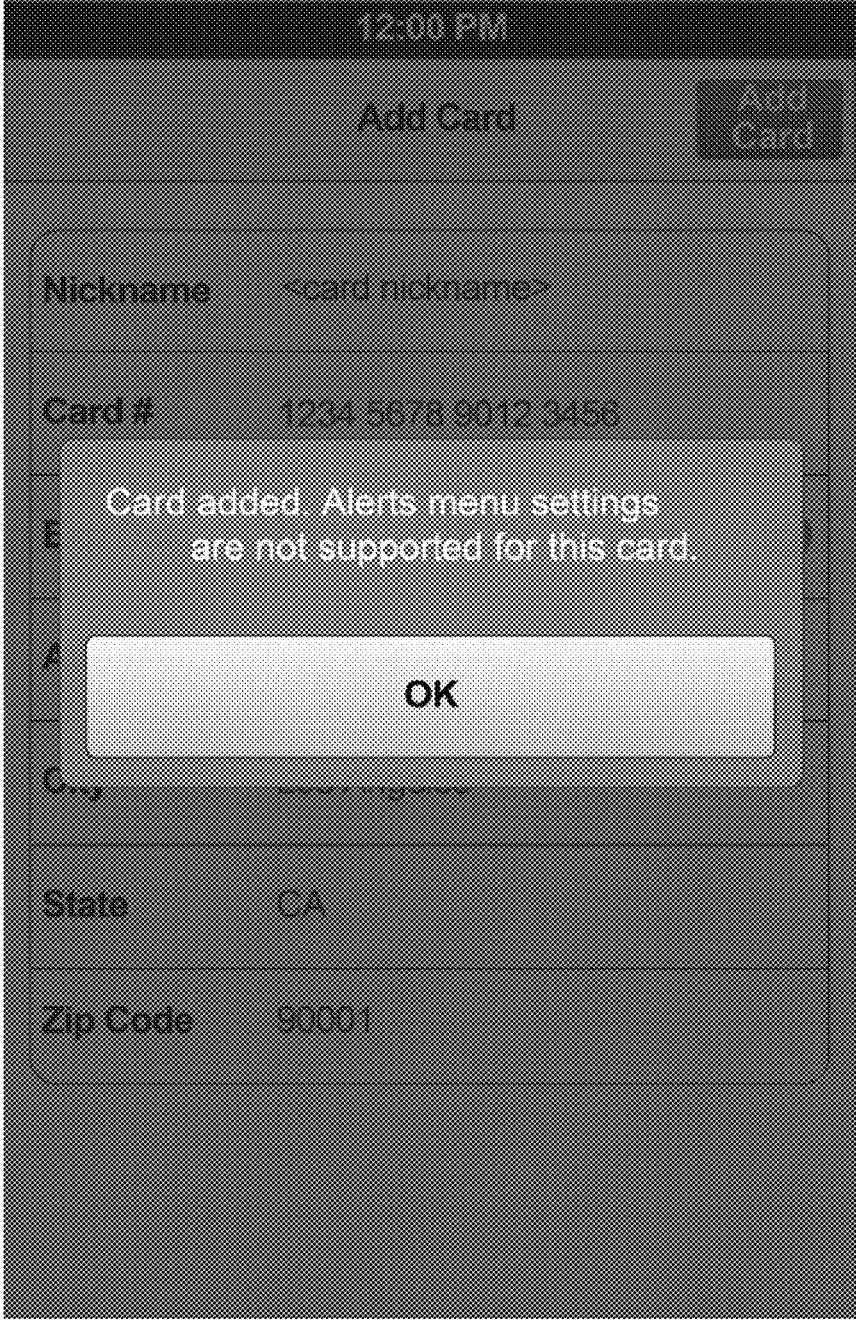 12:00 PM
Add Card
Add
Card
Nickname <card nickname>
Card # 1234 5678 9012 3456
Card added. Alerts menu settings
are not supported for this card.
OK
State CA
Zip Code 90001